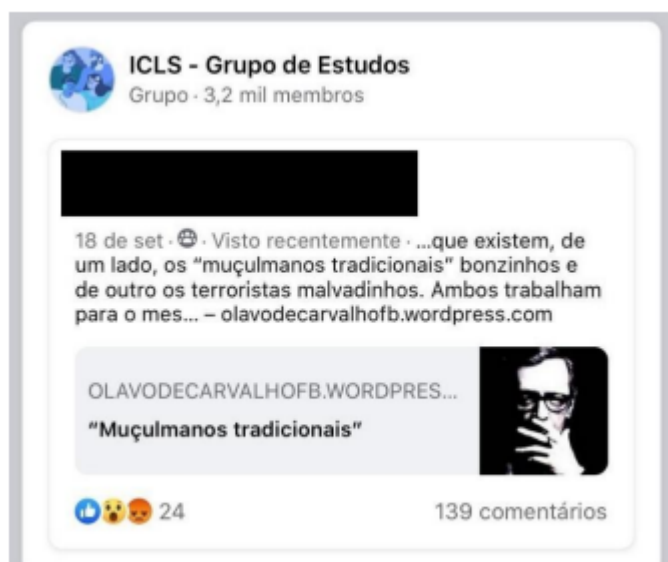 ICLS - Grupo de Estudos
Grupo · 3,2 mil membros
18 de set · Visto recentemente · ...que existem, de
um lado, os “muçulmanos tradicionais” bonzinhos e
de outro os terroristas malvadinhos. Ambos trabalham
para o mes... – olavodecarvalhofb.wordpress.com
OLAVODECARVALHOFB.WORDPRES...
“Muçulmanos tradicionais”
24
139 comentários